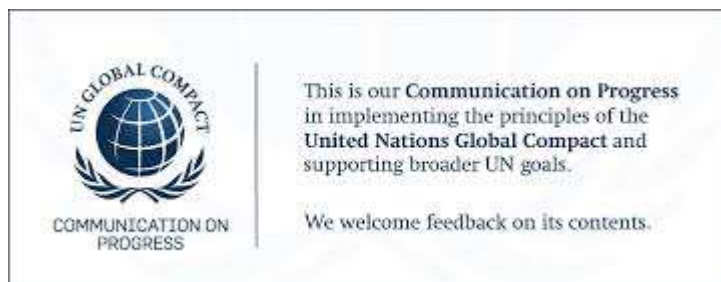 UN GLOBAL COMPACT
COMMUNICATION ON
PROGRESS
This is our Communication on Progress
in implementing the principles of the
United Nations Global Compact and
supporting broader UN goals.
We welcome feedback on its contents.